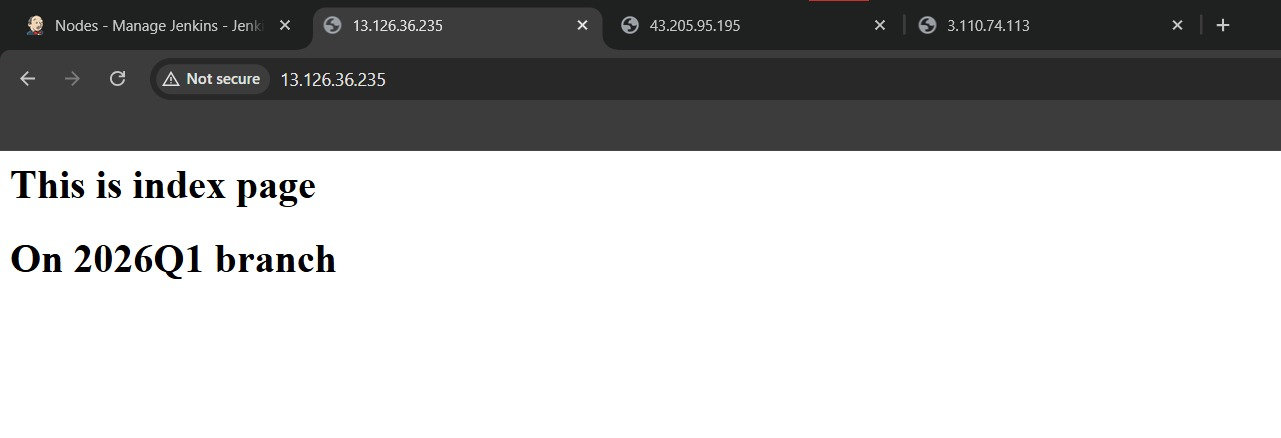 Nodes - Manage Jenkins - Jenki
13.126.36.235
43.205.95.195
3.110.74.113
Not secure
13.126.36.235
This is index page
On 2026Q1 branch